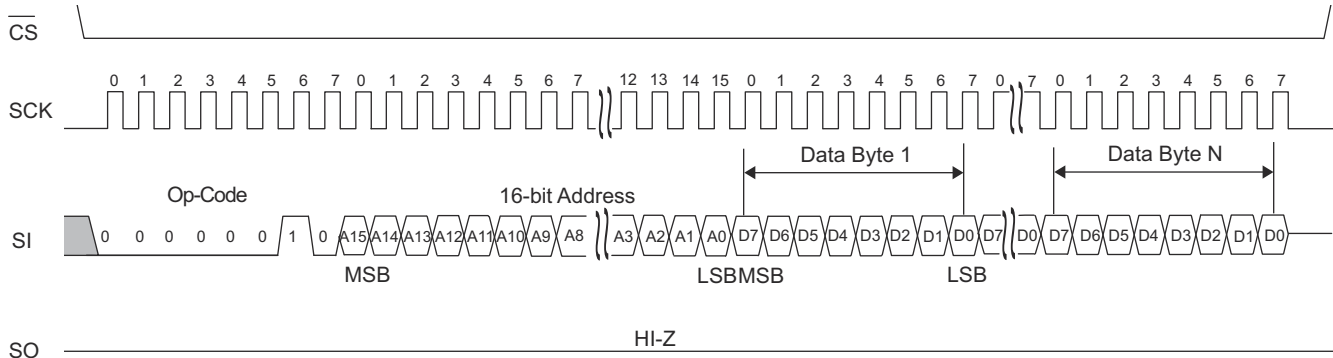 CS
0 1 2 3 4 5 6 7 0 1 2 3 4 5 6 7 12 13 14 15 0 1 2 3 4 5 6 7 0 7 0 1 2 3 4 5 6 7
SCK
Data Byte 1 Data Byte N
Op-Code 16-bit Address
SI 0 0 0 0 0 0 1 0 A15 A14 A13 A12 A11 A10 A9 A8 A3 A2 A1 A0 D7 D6 D5 D4 D3 D2 D1 D0 D7 D0 D7 D6 D5 D4 D3 D2 D1 D0
MSB LSB MSB LSB
HI-Z
SO